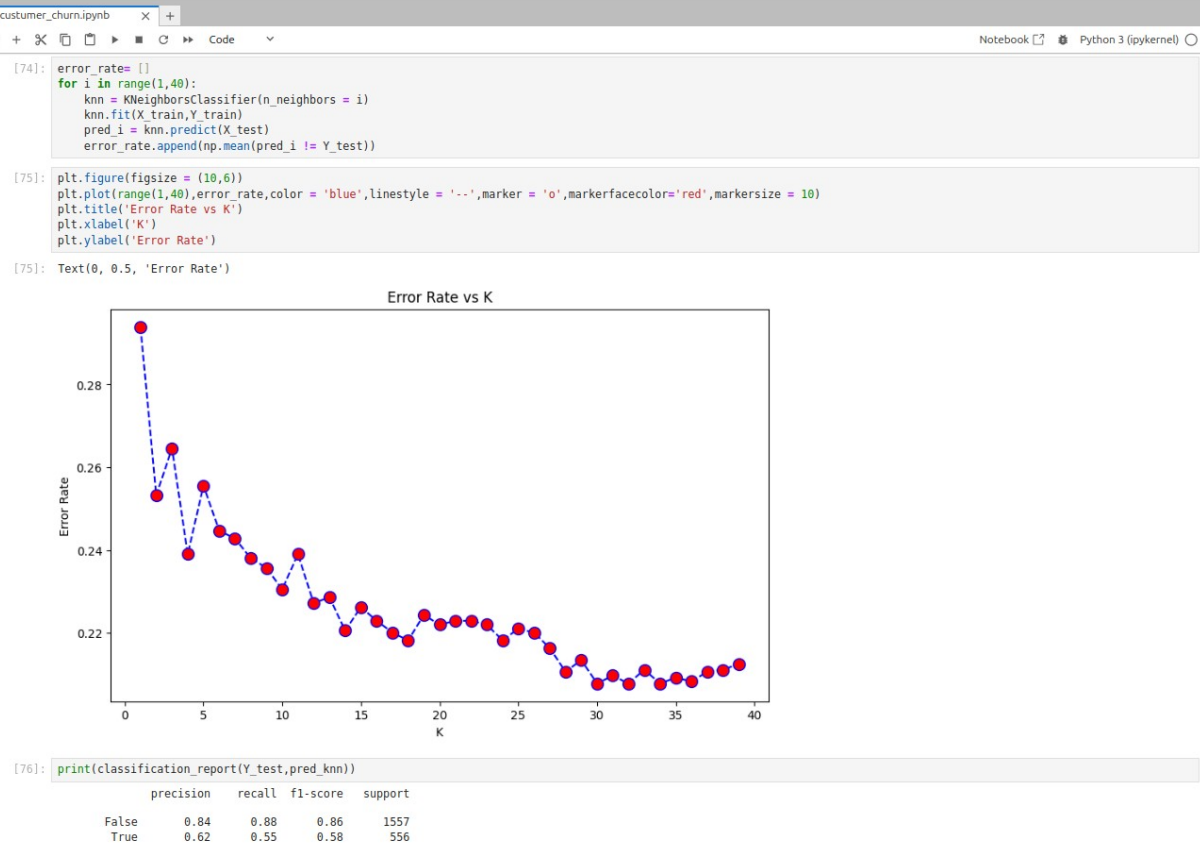 custumer_churn.ipynb
Code
Notebook
Python 3 (ipykernel)
[74]: error_rate= []
for i in range(1,40):
    knn = KNeighborsClassifier(n_neighbors = i)
    knn.fit(X_train,Y_train)
    pred_i = knn.predict(X_test)
    error_rate.append(np.mean(pred_i != Y_test))
[75]: plt.figure(figsize = (10,6))
plt.plot(range(1,40),error_rate,color = 'blue',linestyle = '--',marker = 'o',markerfacecolor='red',markersize = 10)
plt.title('Error Rate vs K')
plt.xlabel('K')
plt.ylabel('Error Rate')
[75]: Text(0, 0.5, 'Error Rate')
Error Rate vs K
0.28
0.26
0.24
0.22
Error Rate
0 5 10 15 20 25 30 35 40
K
[76]: print(classification_report(Y_test,pred_knn))
precision recall f1-score support
False 0.84 0.88 0.86 1557
True 0.62 0.55 0.58 556